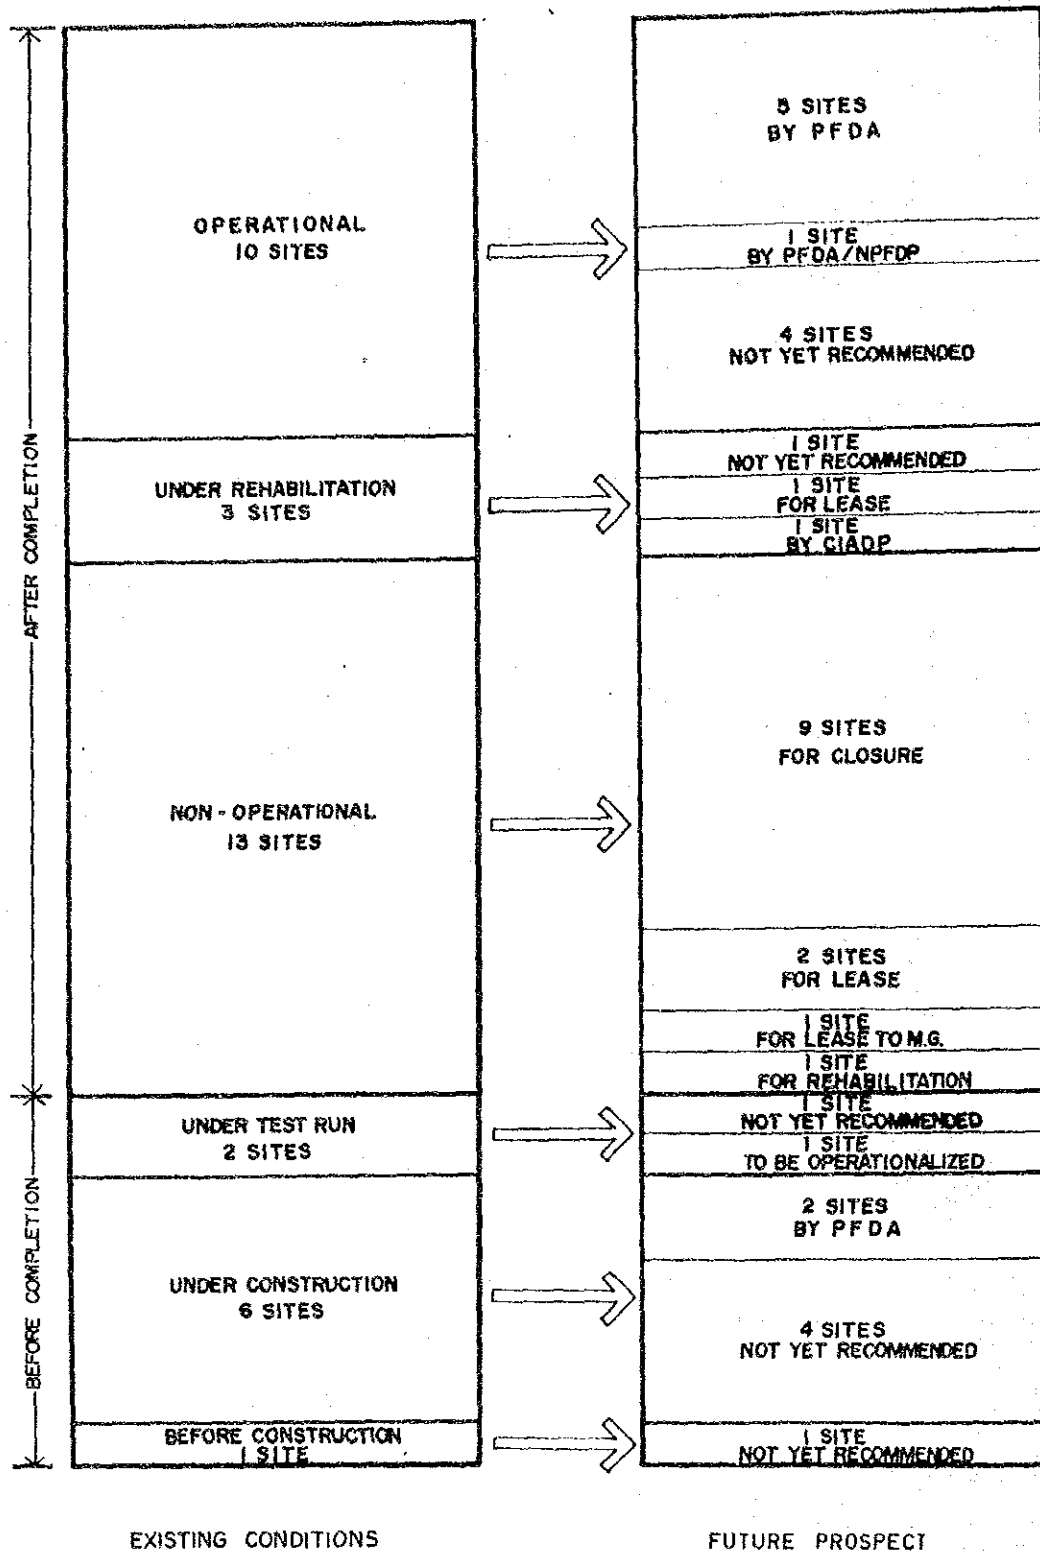 AFTER COMPLETION
BEFORE COMPLETION
OPERATIONAL
10 SITES
UNDER REHABILITATION
3 SITES
NON-OPERATIONAL
13 SITES
UNDER TEST RUN
2 SITES
UNDER CONSTRUCTION
6 SITES
BEFORE CONSTRUCTION
1 SITE
EXISTING CONDITIONS
5 SITES
BY PFDA
1 SITE
BY PFDA/NPFDP
4 SITES
NOT YET RECOMMENDED
1 SITE
NOT YET RECOMMENDED
1 SITE
FOR LEASE
1 SITE
BY CIADP
9 SITES
FOR CLOSURE
2 SITES
FOR LEASE
1 SITE
FOR LEASE TO M.G.
1 SITE
FOR REHABILITATION
1 SITE
NOT YET RECOMMENDED
1 SITE
TO BE OPERATIONALIZED
2 SITES
BY PFDA
4 SITES
NOT YET RECOMMENDED
1 SITE
NOT YET RECOMMENDED
FUTURE PROSPECT